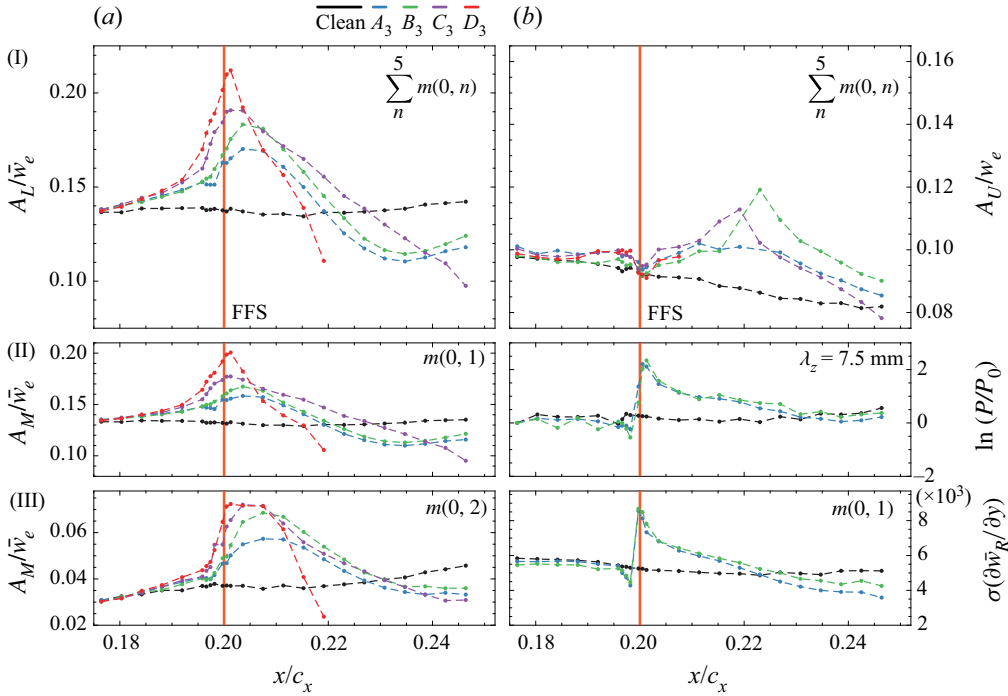 (a) (b)
Clean A₃ B₃ C₃ D₃
(I)
A_L/w̄_e
0.20
0.15
0.10
5
∑ m(0, n)
n
FFS
5
∑ m(0, n)
n
FFS
0.16
0.14
0.12
0.10
0.08
A_U/w_e
(II)
A_M/w̄_e
0.20
0.15
0.10
m(0, 1)
λ_z = 7.5 mm
2
0
−2
ln (P/P₀)
(III)
A_M/w̄_e
0.06
0.04
0.02
m(0, 2)
m(0, 1)
(×10³)
8
6
4
2
σ(∂w̄_R/∂y)
0.18 0.20 0.22 0.24
0.18 0.20 0.22 0.24
x/c_x
x/c_x